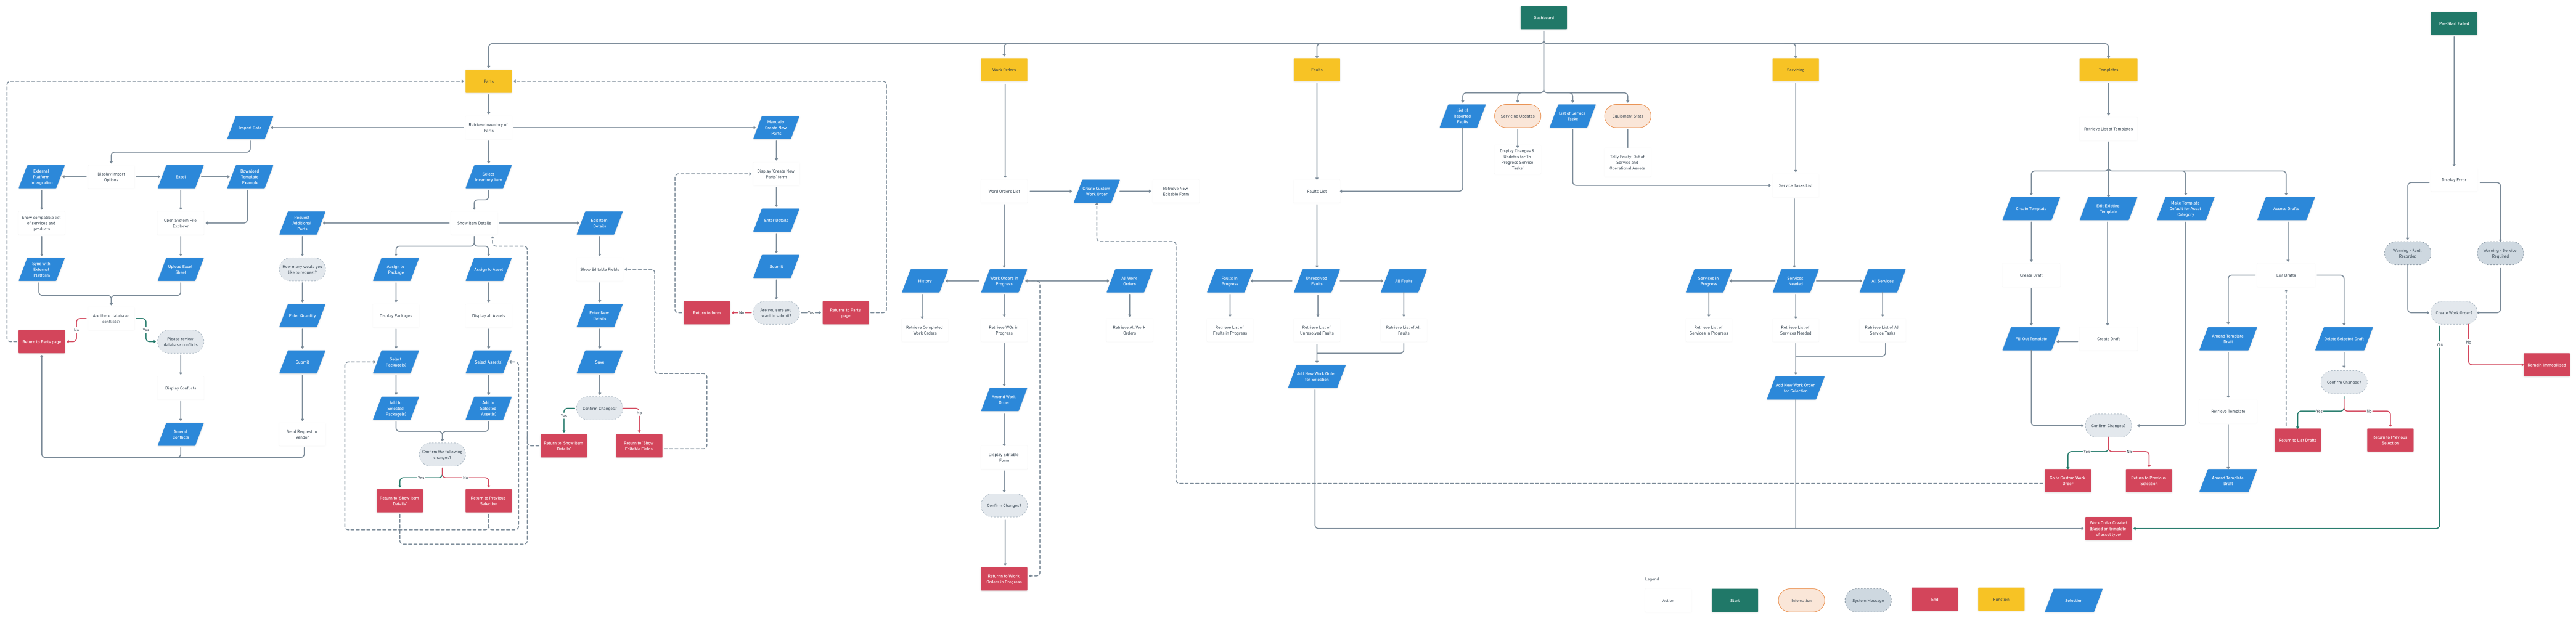 Dashboard
Pre-Start Failed
Parts
Work Orders
Faults
Servicing
Templates
Import Data
Retrieve Inventory of
Parts
Manually
Create New
Parts
List of
Reported
Faults
Servicing Updates
List of Service
Tasks
Equipment Stats
Retrieve List of Templates
Display Changes &
Updates for 'In
Progress Service
Tasks'
Tally Faulty, Out of
Service and
Operational Assets
External
Platform
Intergration
Display Import
Options
Excel
Download
Template
Example
Select
Inventory Item
Display 'Create New
Parts' form
Word Orders List
Create Custom
Work Order
Retrieve New
Editable Form
Faults List
Service Tasks List
Display Error
Show compatible list
of services and
products
Open System File
Explorer
Request
Additional
Parts
Show Item Details
Edit Item
Details
Enter Details
Create Template
Edit Existing
Template
Make Template
Default for Asset
Category
Access Drafts
Warning - Fault
Recorded
Warning - Service
Required
Sync with
External
Platform
Upload Excel
Sheet
How many would you
like to request?
Assign to
Package
Assign to Asset
Show Editable Fields
Submit
History
Work Orders in
Progress
All Work
Orders
Faults in
Progress
Unresolved
Faults
All Faults
Services in
Progress
Services
Needed
All Services
Create Draft
List Drafts
Are there database
conflicts?
No
Yes
Enter Quantity
Display Packages
Display all Assets
Enter New
Details
Return to form
No
Are you sure you
want to submit?
Yes
Returns to Parts
page
Retrieve Completed
Work Orders
Retrieve WOs in
Progress
Retrieve All Work
Orders
Retrieve List of
Faults in Progress
Retrieve List of
Unresolved Faults
Retrieve List of All
Faults
Retrieve List of
Services in Progress
Retrieve List of
Services Needed
Retrieve List of All
Service Tasks
Fill Out Template
Create Draft
Amend Template
Draft
Delete Selected Draft
Create Work Order?
Yes
No
Return to Parts page
Please review
database conflicts
Submit
Select
Package(s)
Select Asset(s)
Save
Add New Work Order
for Selection
Add New Work Order
for Selection
Confirm Changes?
Remain Immobilised
Display Conflicts
Add to
Selected
Package(s)
Add to
Selected
Asset(s)
Confirm Changes?
Yes
No
Amend Work
Order
Retrieve Template
Yes
No
Amend
Conflicts
Send Request to
Vendor
Return to 'Show Item
Details'
Return to 'Show
Editable Fields'
Confirm Changes?
Return to List Drafts
Return to Previous
Selection
Confirm the following
changes?
Yes
No
Display Editable
Form
Yes
No
Return to 'Show Item
Details
Return to Previous
Selection
Confirm Changes?
Go to Custom Work
Order
Return to Previous
Selection
Amend Template
Draft
Work Order Created
(Based on template
of asset type)
Returns to Work
Orders in Progress
Legend
Action
Start
Information
System Message
End
Function
Selection